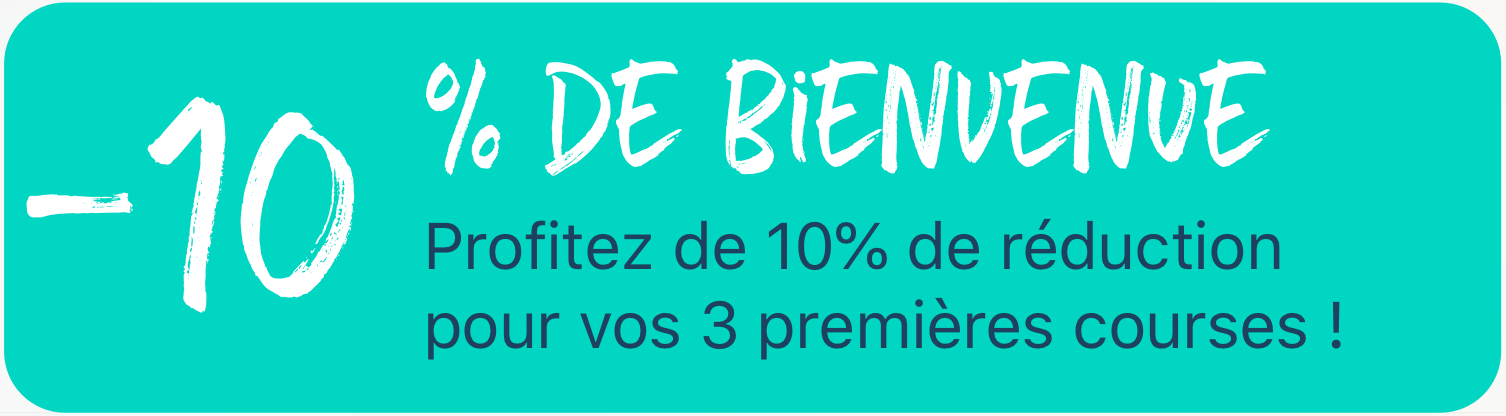 -10
% DE BiENVENUE
Profitez de 10% de réduction
pour vos 3 premières courses !